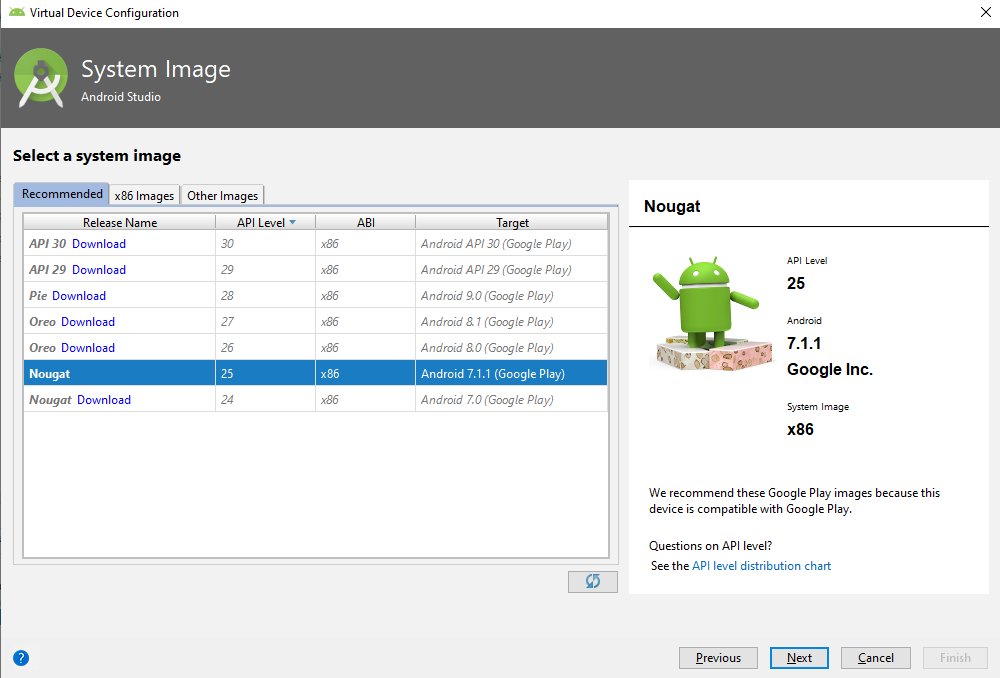 Virtual Device Configuration
System Image
Android Studio
Select a system image
Recommended x86 Images Other Images
Release Name API Level ABI Target
API 30 Download 30 x86 Android API 30 (Google Play)
API 29 Download 29 x86 Android API 29 (Google Play)
Pie Download 28 x86 Android 9.0 (Google Play)
Oreo Download 27 x86 Android 8.1 (Google Play)
Oreo Download 26 x86 Android 8.0 (Google Play)
Nougat 25 x86 Android 7.1.1 (Google Play)
Nougat Download 24 x86 Android 7.0 (Google Play)
Nougat
API Level
25
Android
7.1.1
Google Inc.
System Image
x86
We recommend these Google Play images because this
device is compatible with Google Play.
Questions on API level?
See the API level distribution chart
?
Previous Next Cancel Finish